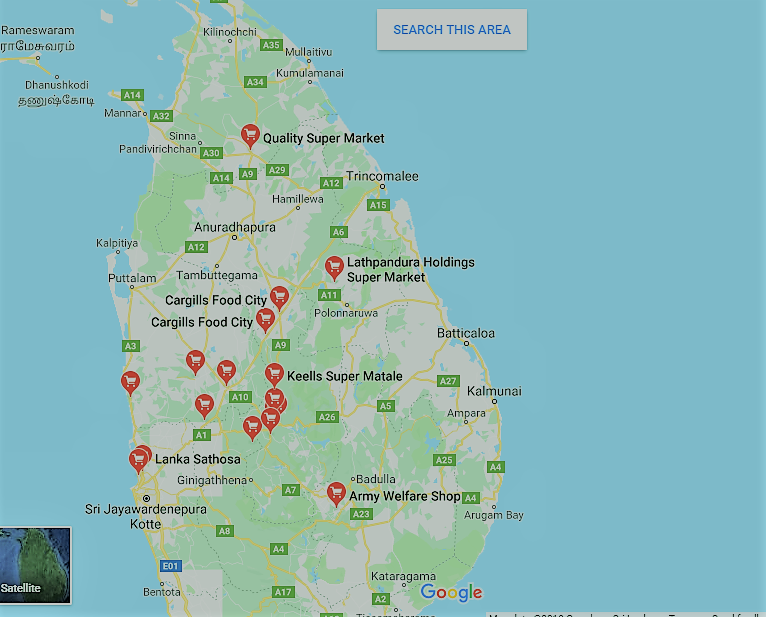 Rameswaram
ராமேசுவரம்
Dhanushkodi
தனுஷ்கோடி
Kilinochchi
A35
SEARCH THIS AREA
Mullaitivu
Kumulamanai
A34
A14
Mannar
A32
Sinna
Pandivirichchan
A30
Quality Super Market
A14
A9
A29
A12
Trincomalee
Hamillewa
A15
Anuradhapura
A6
Kalpitiya
A12
Puttalam
Tambuttegama
Lathpandura Holdings
Super Market
Cargills Food City
A11
Polonnaruwa
Cargills Food City
Batticaloa
A3
A9
Keells Super Matale
A27
Kalmunai
A10
A26
A5
Ampara
A1
Lanka Sathosa
A25
A4
Ginigathhena
Badulla
A7
Army Welfare Shop
A4
Sri Jayawardenepura
Kotte
A23
Arugam Bay
A8
A4
E01
Satellite
Bentota
Kataragama
Google
A17
A2